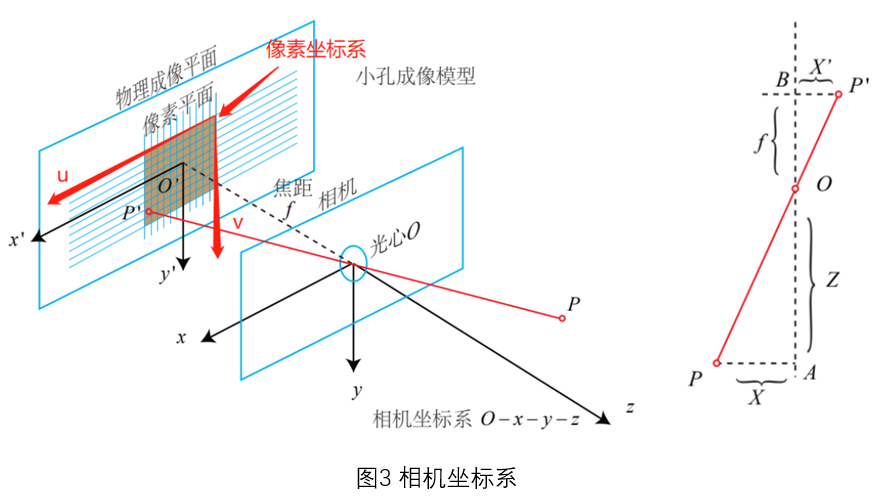 像素坐标系
小孔成像模型
物理成像平面
像素平面
u
O'
焦距
f
相机
P'
v
x'
y'
光心O
P
x
y
z
相机坐标系 O-x-y-z
B
X'
P'
f
O
Z
P
X
A
图3 相机坐标系